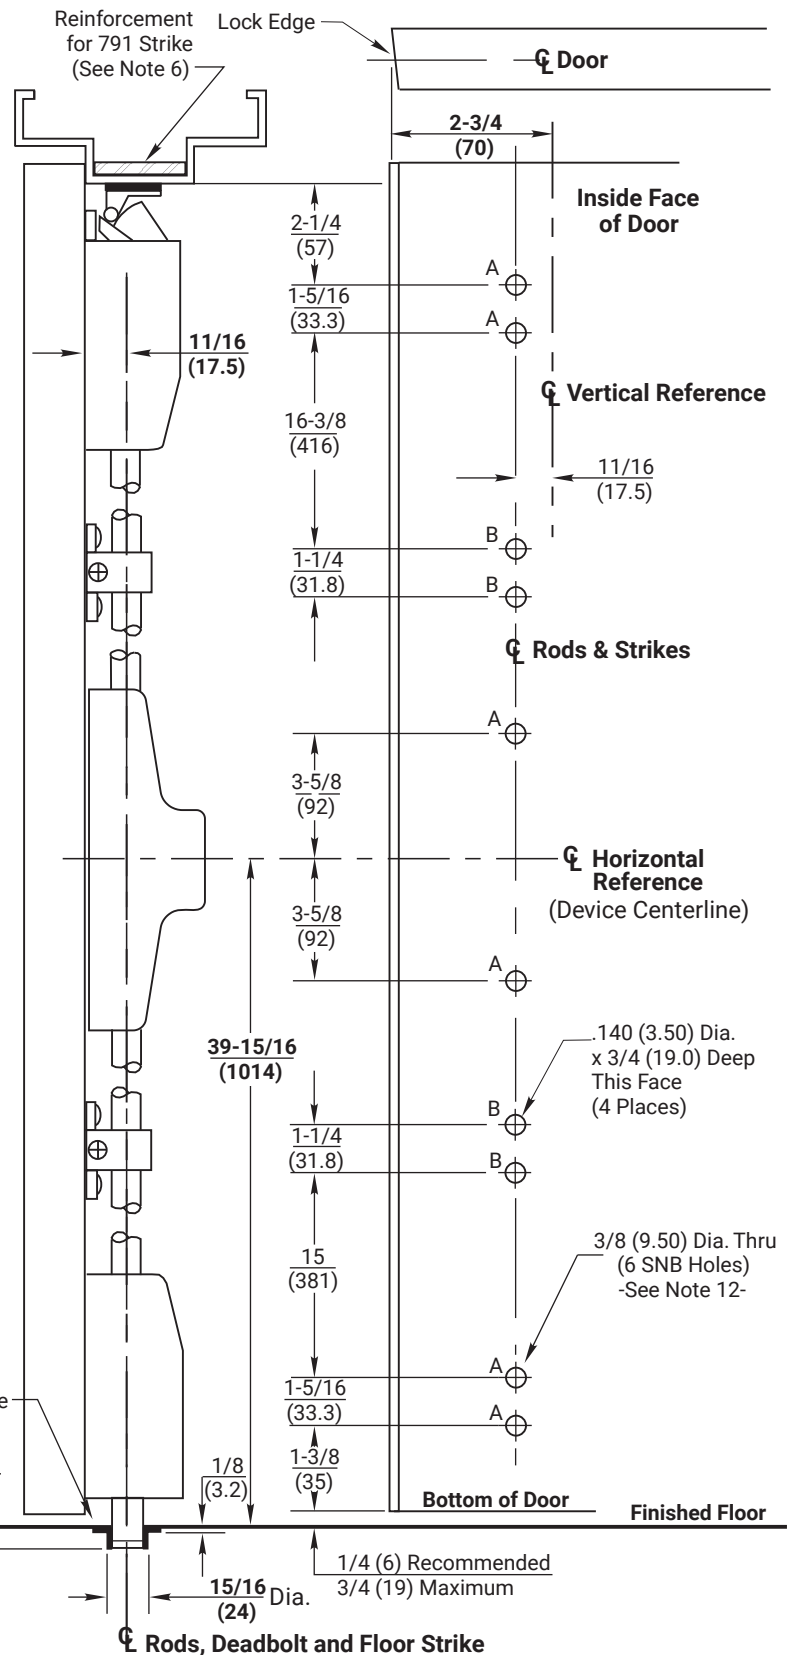 Reinforcement
for 791 Strike
(See Note 6)
Lock Edge
℄ Door
2-3/4
(70)
Inside Face
of Door
2-1/4
(57)
A
1-5/16
(33.3)
A
11/16
(17.5)
℄ Vertical Reference
16-3/8
(416)
11/16
(17.5)
B
1-1/4
(31.8)
B
℄ Rods & Strikes
A
3-5/8
(92)
℄ Horizontal
Reference
(Device Centerline)
3-5/8
(92)
A
39-15/16
(1014)
.140 (3.50) Dia.
x 3/4 (19.0) Deep
This Face
(4 Places)
B
1-1/4
(31.8)
B
15
(381)
3/8 (9.50) Dia. Thru
(6 SNB Holes)
-See Note 12-
A
1-5/16
(33.3)
A
1-3/8
(35)
1/8
(3.2)
Bottom of Door
Finished Floor
1/4 (6) Recommended
3/4 (19) Maximum
15/16 Dia.
(24)
℄ Rods, Deadbolt and Floor Strike